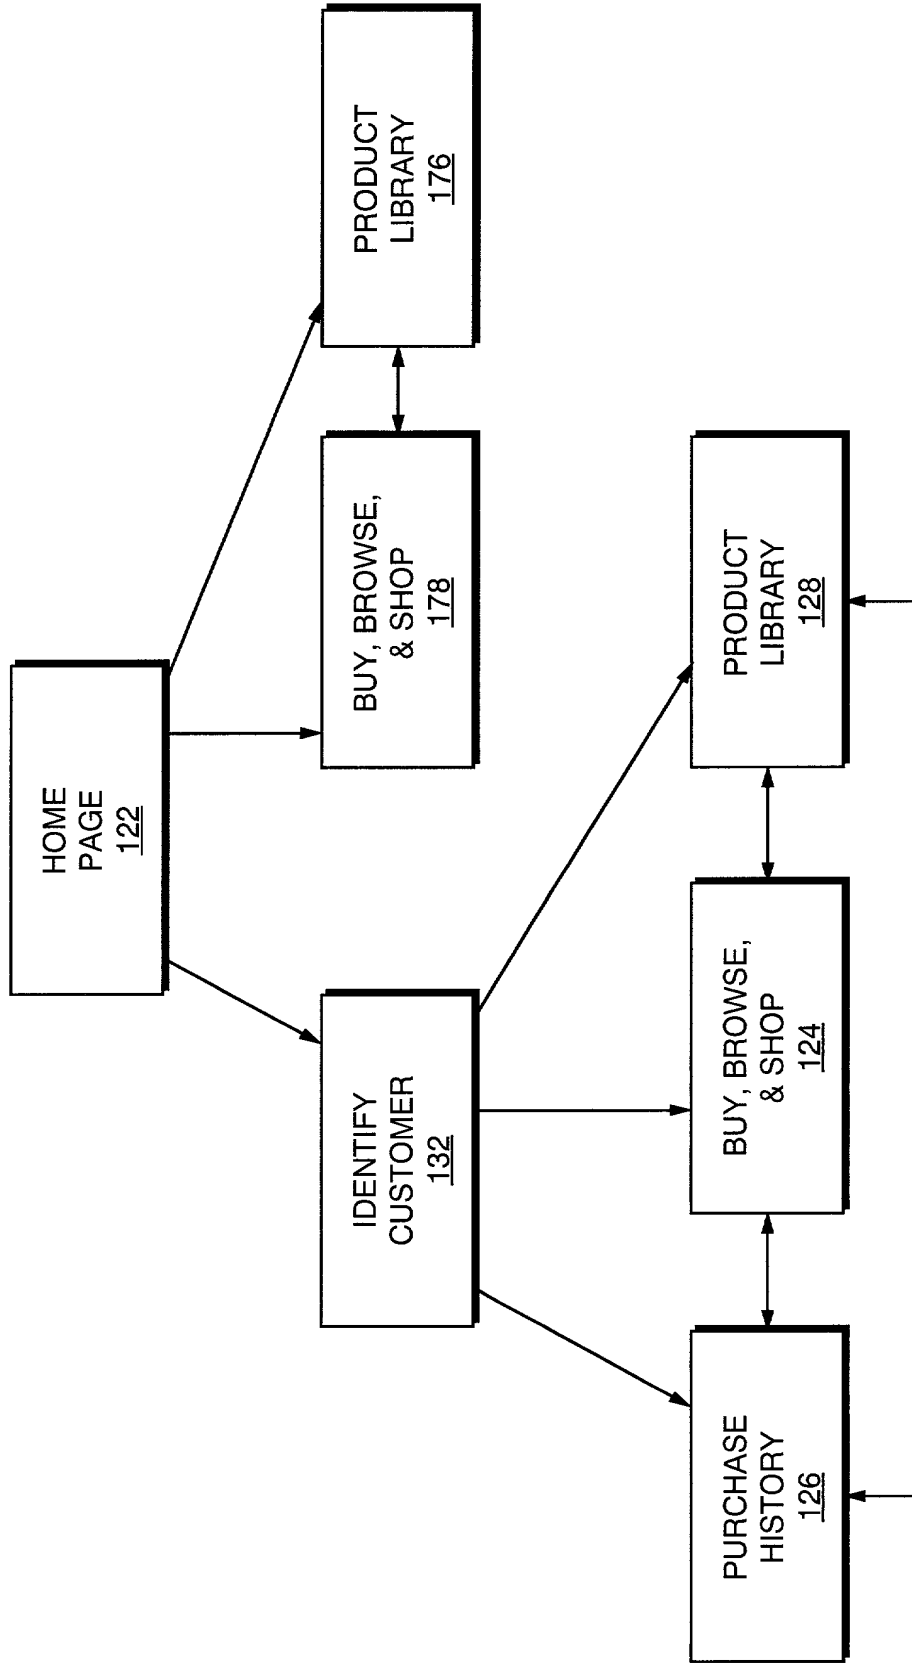 HOME
PAGE
122
IDENTIFY
CUSTOMER
132
BUY, BROWSE,
& SHOP
178
PRODUCT
LIBRARY
176
PURCHASE
HISTORY
126
BUY, BROWSE,
& SHOP
124
PRODUCT
LIBRARY
128